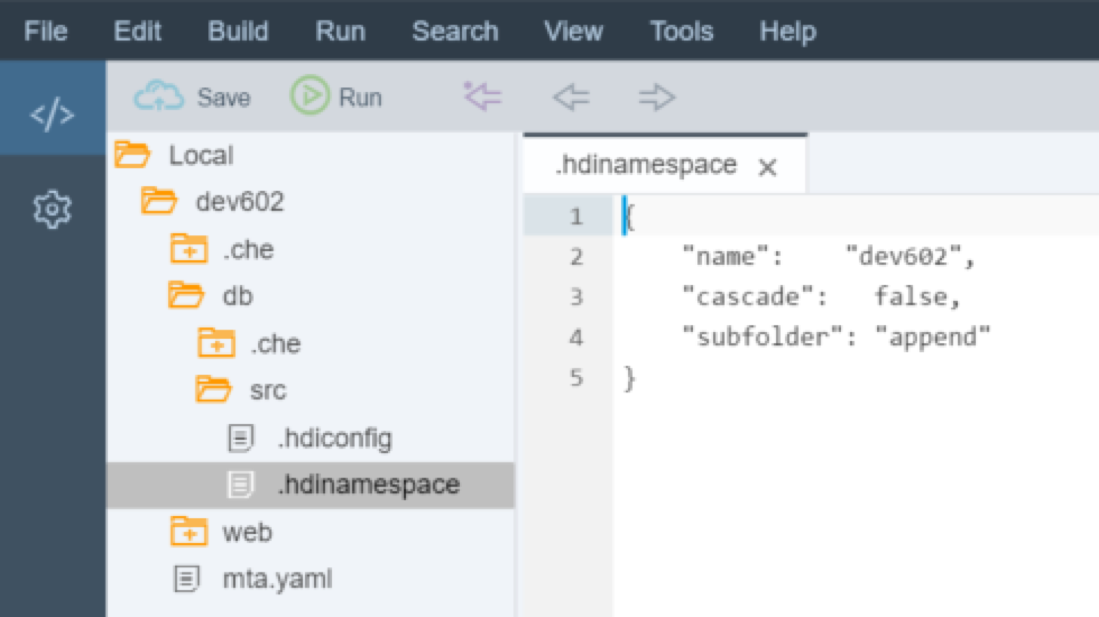 File Edit Build Run Search View Tools Help
</> Save Run
Local
dev602
.che
db
.che
src
.hdiconfig
.hdinamespace
web
mta.yaml
.hdinamespace ×
1 {
2 "name": "dev602",
3 "cascade": false,
4 "subfolder": "append"
5 }